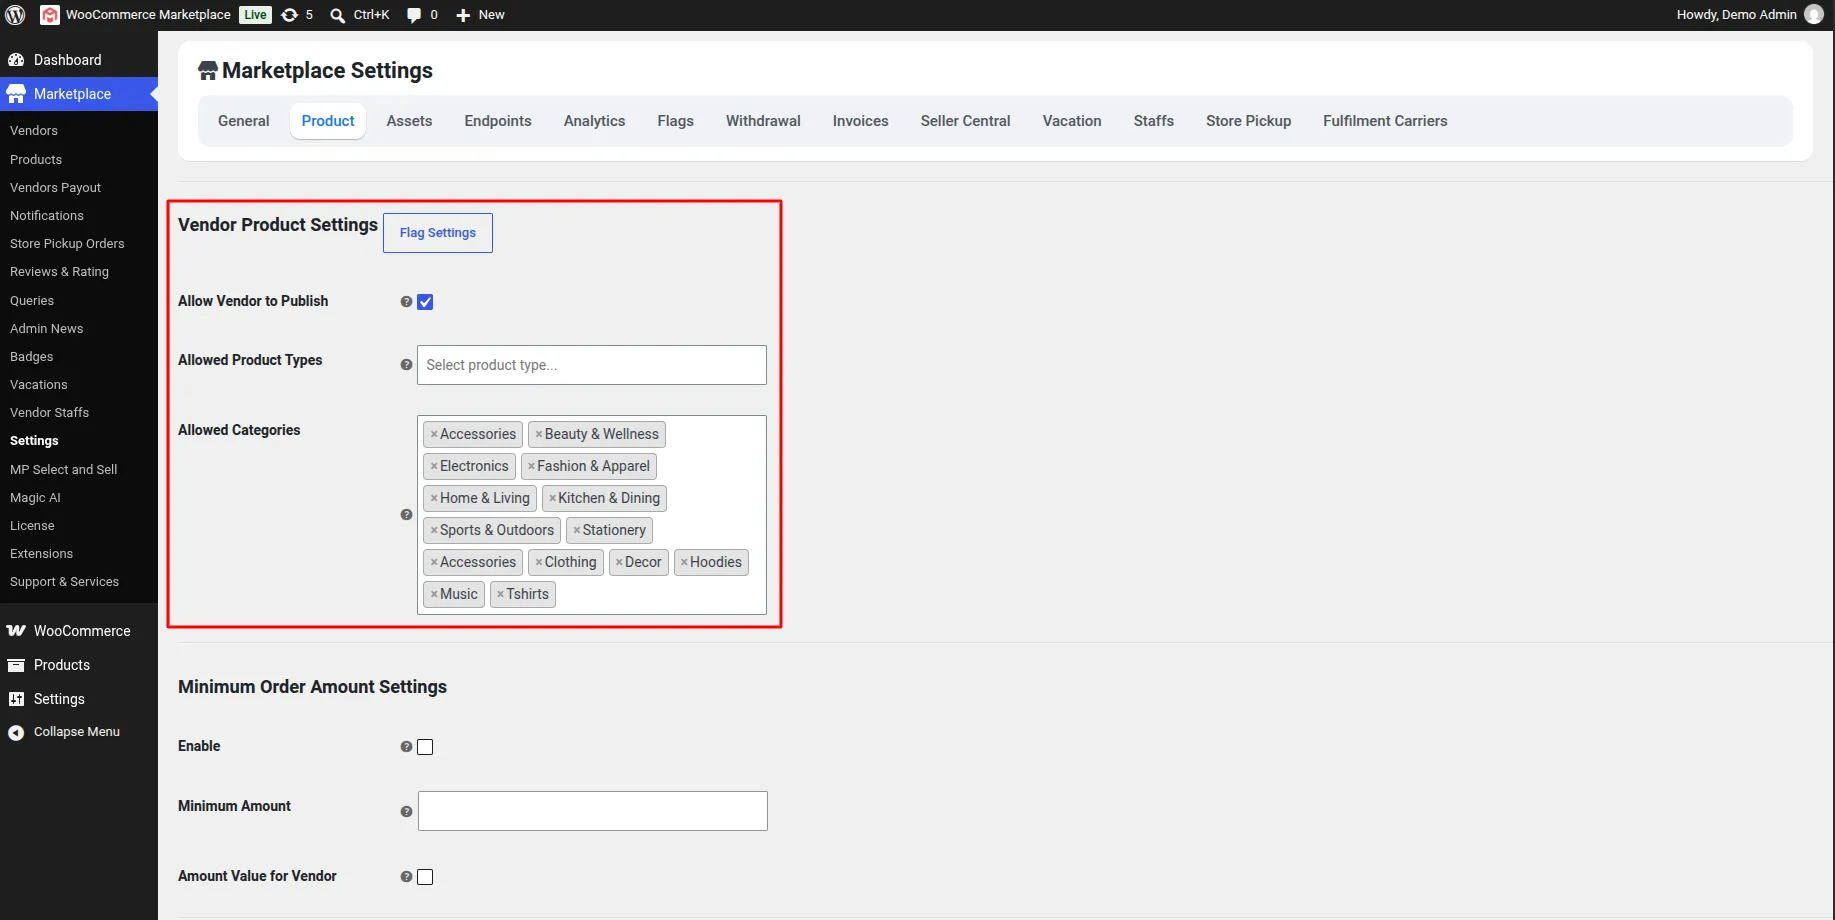 WooCommerce Marketplace Live 5 Ctrl+K 0 New Howdy, Demo Admin
Dashboard
Marketplace
Vendors
Products
Vendors Payout
Notifications
Store Pickup Orders
Reviews & Rating
Queries
Admin News
Badges
Vacations
Vendor Staffs
Settings
MP Select and Sell
Magic AI
License
Extensions
Support & Services
WooCommerce
Products
Settings
Collapse Menu
Marketplace Settings
General Product Assets Endpoints Analytics Flags Withdrawal Invoices Seller Central Vacation Staffs Store Pickup Fulfilment Carriers
Vendor Product Settings Flag Settings
Allow Vendor to Publish ?
Allowed Product Types ? Select product type...
Allowed Categories ?
×Accessories ×Beauty & Wellness
×Electronics ×Fashion & Apparel
×Home & Living ×Kitchen & Dining
×Sports & Outdoors ×Stationery
×Accessories ×Clothing ×Decor ×Hoodies
×Music ×Tshirts
Minimum Order Amount Settings
Enable ?
Minimum Amount ?
Amount Value for Vendor ?